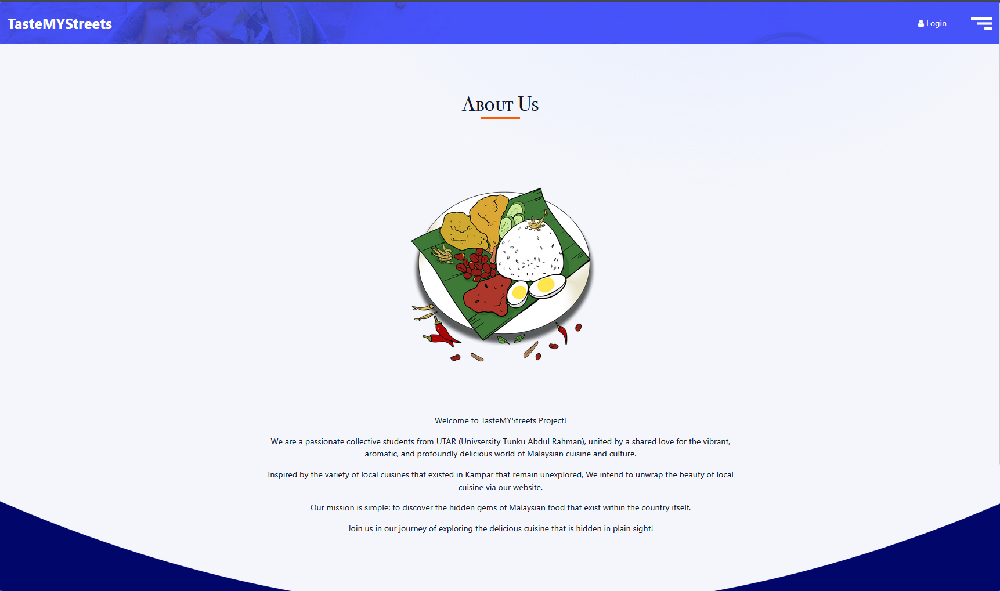 TasteMYStreets
Login
About Us
Welcome to TasteMYStreets Project!
We are a passionate collective students from UTAR (Univsersity Tunku Abdul Rahman), united by a shared love for the vibrant,
aromatic, and profoundly delicious world of Malaysian cuisine and culture.
Inspired by the variety of local cuisines that existed in Kampar that remain unexplored, We intend to unwrap the beauty of local
cuisine via our website.
Our mission is simple: to discover the hidden gems of Malaysian food that exist within the country itself.
Join us in our journey of exploring the delicious cuisine that is hidden in plain sight!